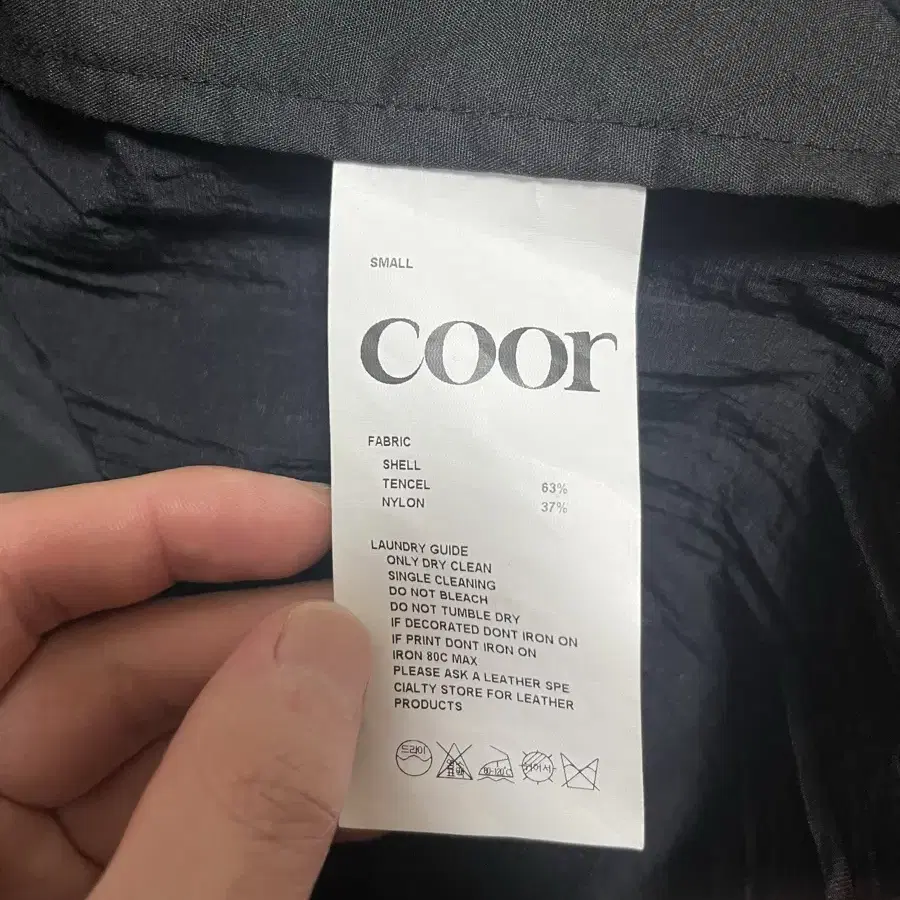 SMALL
coor
FABRIC
SHELL
TENCEL 63%
NYLON 37%
LAUNDRY GUIDE
ONLY DRY CLEAN
SINGLE CLEANING
DO NOT BLEACH
DO NOT TUMBLE DRY
IF DECORATED DONT IRON ON
IF PRINT DONT IRON ON
IRON 80C MAX
PLEASE ASK A LEATHER SPE
CIALTY STORE FOR LEATHER
PRODUCTS
드라이 80-120℃